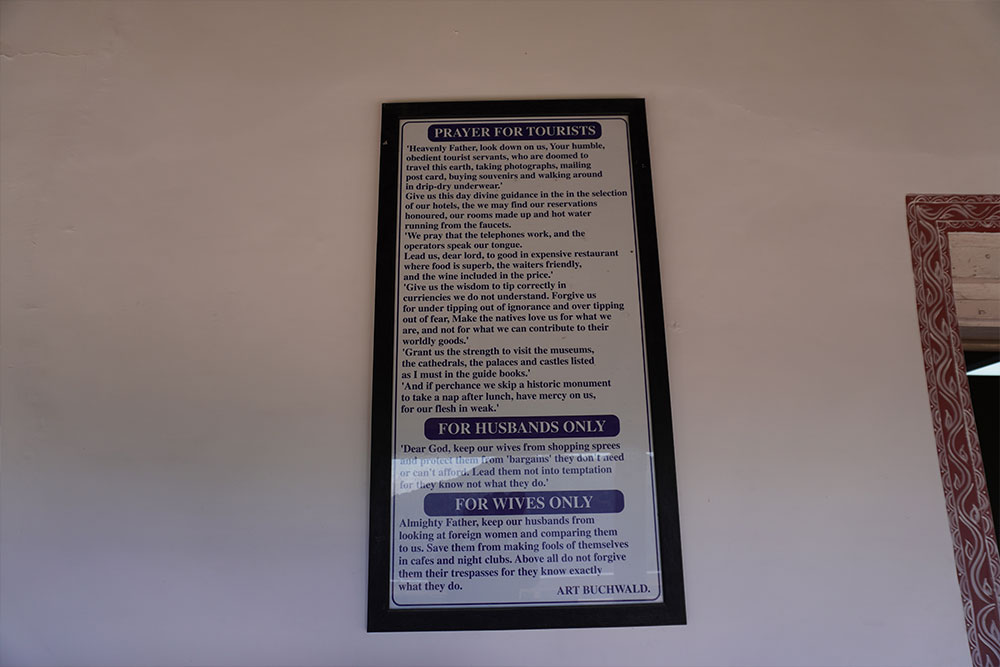 PRAYER FOR TOURISTS
'Heavenly Father, look down on us, Your humble,
obedient tourist servants, who are doomed to
travel this earth, taking photographs, mailing
post card, buying souvenirs and walking around
in drip-dry underwear.'
Give us this day divine guidance in the in the selection
of our hotels, the we may find our reservations
honoured, our rooms made up and hot water
running from the faucets.
'We pray that the telephones work, and the
operators speak our tongue.
Lead us, dear lord, to good in expensive restaurant
where food is superb, the waiters friendly,
and the wine included in the price.'
'Give us the wisdom to tip correctly in
curriencies we do not understand. Forgive us
for under tipping out of ignorance and over tipping
out of fear, Make the natives love us for what we
are, and not for what we can contribute to their
worldly goods.'
'Grant us the strength to visit the museums,
the cathedrals, the palaces and castles listed
as I must in the guide books.'
'And if perchance we skip a historic monument
to take a nap after lunch, have mercy on us,
for our flesh in weak.'
FOR HUSBANDS ONLY
'Dear God, keep our wives from shopping sprees
and protect them from 'bargains' they don't need
or can't afford. Lead them not into temptation
for they know not what they do.'
FOR WIVES ONLY
Almighty Father, keep our husbands from
looking at foreign women and comparing them
to us. Save them from making fools of themselves
in cafes and night clubs. Above all do not forgive
them their trespasses for they know exactly
what they do.
ART BUCHWALD.